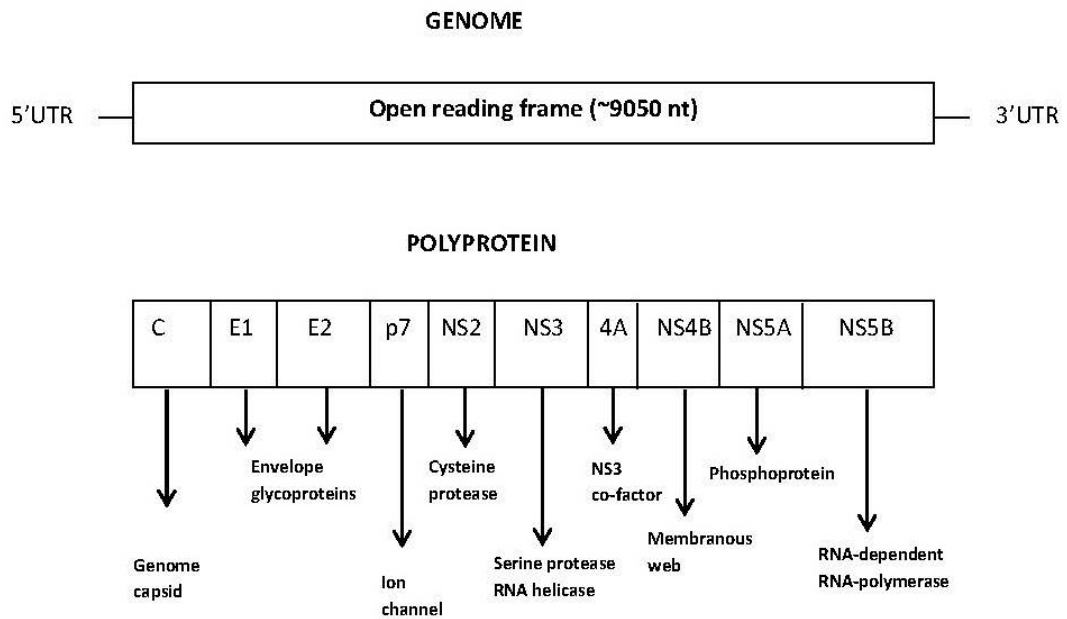 GENOME
5'UTR
Open reading frame (~9050 nt)
3'UTR
POLYPROTEIN
C
E1
E2
p7
NS2
NS3
4A
NS4B
NS5A
NS5B
Genome
capsid
Envelope
glycoproteins
Ion
channel
Cysteine
protease
Serine protease
RNA helicase
NS3
co-factor
Membranous
web
Phosphoprotein
RNA-dependent
RNA-polymerase